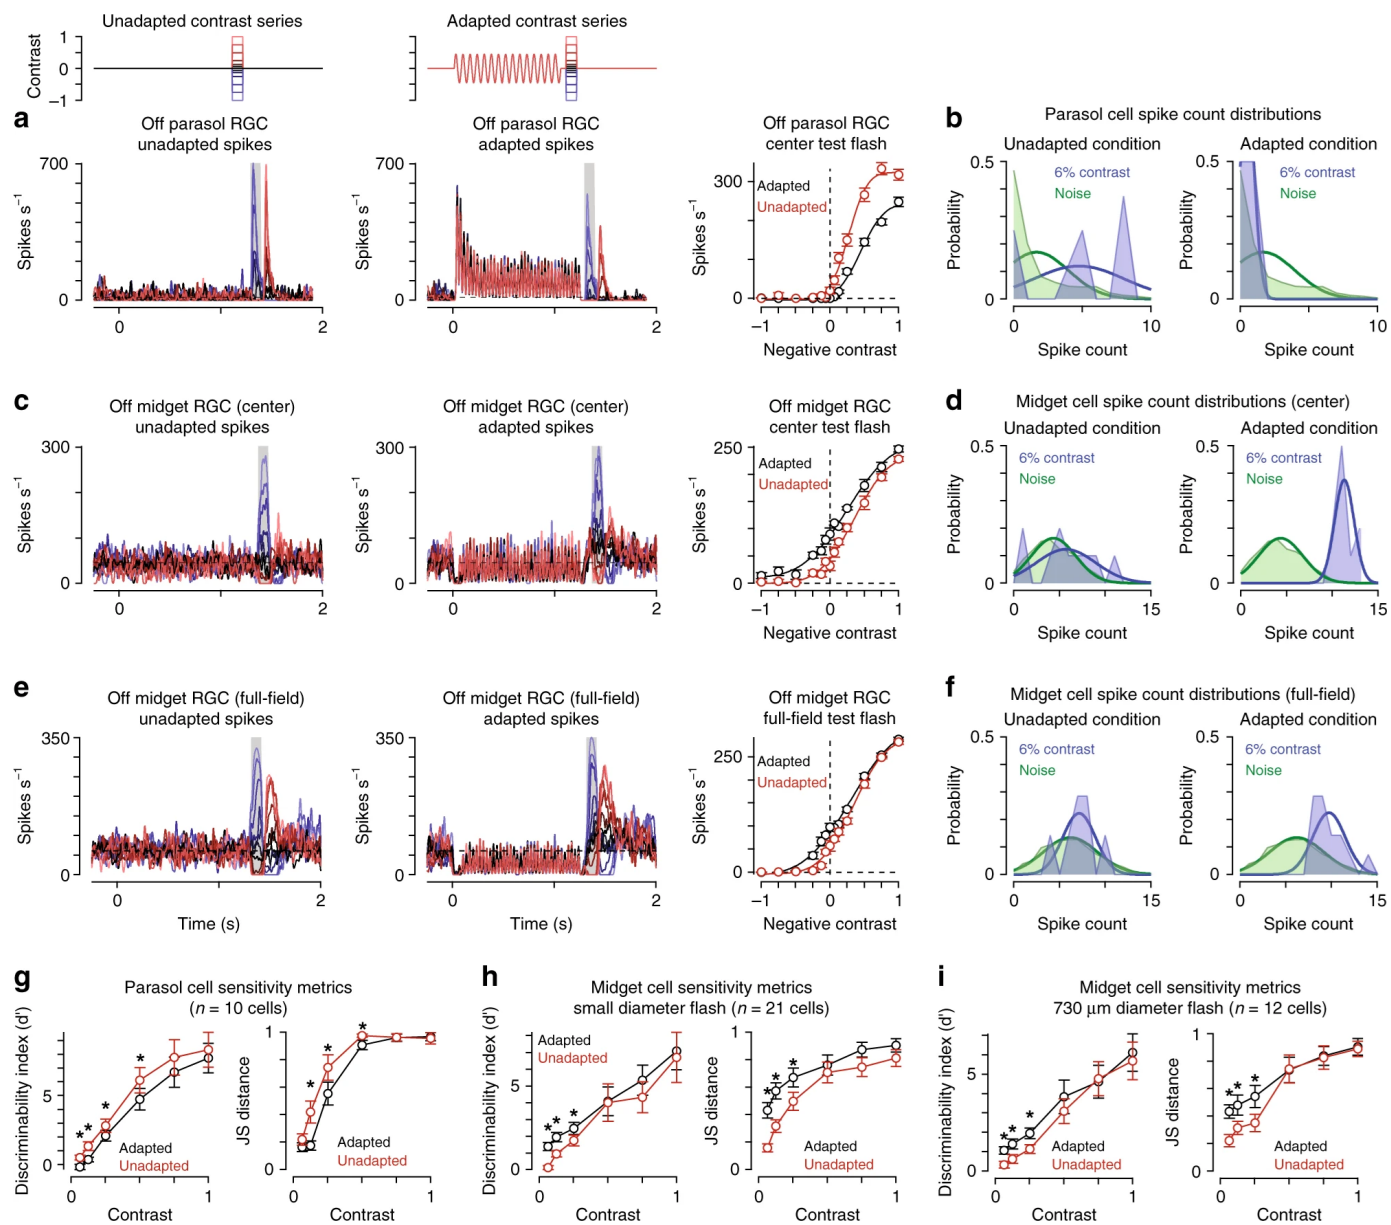 Unadapted contrast series
Adapted contrast series
Contrast
1
0
−1
a
Off parasol RGC
unadapted spikes
Off parasol RGC
adapted spikes
Off parasol RGC
center test flash
Spikes s⁻¹
700
0
0
2
Spikes s⁻¹
700
0
0
2
Spikes s⁻¹
300
0
Adapted
Unadapted
−1
0
1
Negative contrast
b
Parasol cell spike count distributions
Unadapted condition
Adapted condition
Probability
0.5
0
6% contrast
Noise
0
10
Spike count
Probability
0.5
0
6% contrast
Noise
0
10
Spike count
c
Off midget RGC (center)
unadapted spikes
Off midget RGC (center)
adapted spikes
Off midget RGC
center test flash
Spikes s⁻¹
300
0
0
2
Spikes s⁻¹
300
0
0
2
Spikes s⁻¹
250
0
Adapted
Unadapted
−1
0
1
Negative contrast
d
Midget cell spike count distributions (center)
Unadapted condition
Adapted condition
Probability
0.5
0
6% contrast
Noise
0
15
Spike count
Probability
0.5
0
6% contrast
Noise
0
15
Spike count
e
Off midget RGC (full-field)
unadapted spikes
Off midget RGC (full-field)
adapted spikes
Off midget RGC
full-field test flash
Spikes s⁻¹
350
0
0
2
Time (s)
Spikes s⁻¹
350
0
0
2
Time (s)
Spikes s⁻¹
250
0
Adapted
Unadapted
−1
0
1
Negative contrast
f
Midget cell spike count distributions (full-field)
Unadapted condition
Adapted condition
Probability
0.5
0
6% contrast
Noise
0
15
Spike count
Probability
0.5
0
6% contrast
Noise
0
15
Spike count
g
Parasol cell sensitivity metrics
(n = 10 cells)
Discriminability index (d')
5
0
* * * *
Adapted
Unadapted
0
1
Contrast
JS distance
1
0
* * *
Adapted
Unadapted
0
1
Contrast
h
Midget cell sensitivity metrics
small diameter flash (n = 21 cells)
Discriminability index (d')
5
0
Adapted
Unadapted
* * *
0
1
Contrast
JS distance
1
0
* * *
Adapted
Unadapted
0
1
Contrast
i
Midget cell sensitivity metrics
730 μm diameter flash (n = 12 cells)
Discriminability index (d')
5
0
* * *
Adapted
Unadapted
0
1
Contrast
JS distance
1
0
* * *
Adapted
Unadapted
0
1
Contrast